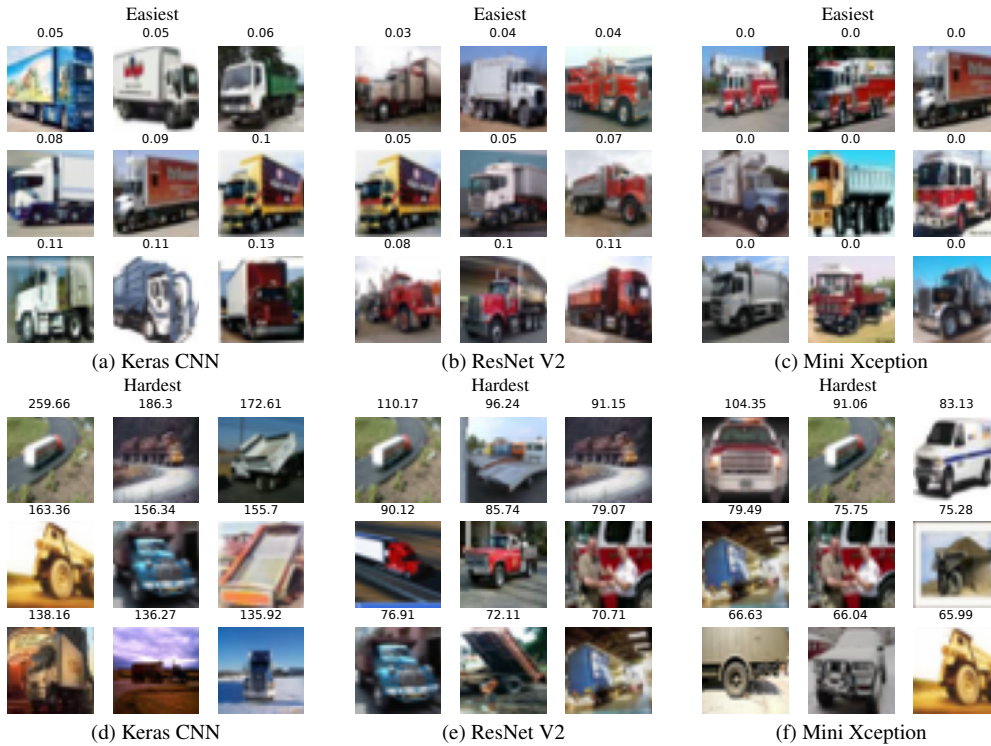 Easiest Easiest Easiest
0.05 0.05 0.06 0.03 0.04 0.04 0.0 0.0 0.0
0.08 0.09 0.1 0.05 0.05 0.07 0.0 0.0 0.0
0.11 0.11 0.13 0.08 0.1 0.11 0.0 0.0 0.0
(a) Keras CNN (b) ResNet V2 (c) Mini Xception
Hardest Hardest Hardest
259.66 186.3 172.61 110.17 96.24 91.15 104.35 91.06 83.13
163.36 156.34 155.7 90.12 85.74 79.07 79.49 75.75 75.28
138.16 136.27 135.92 76.91 72.11 70.71 66.63 66.04 65.99
(d) Keras CNN (e) ResNet V2 (f) Mini Xception